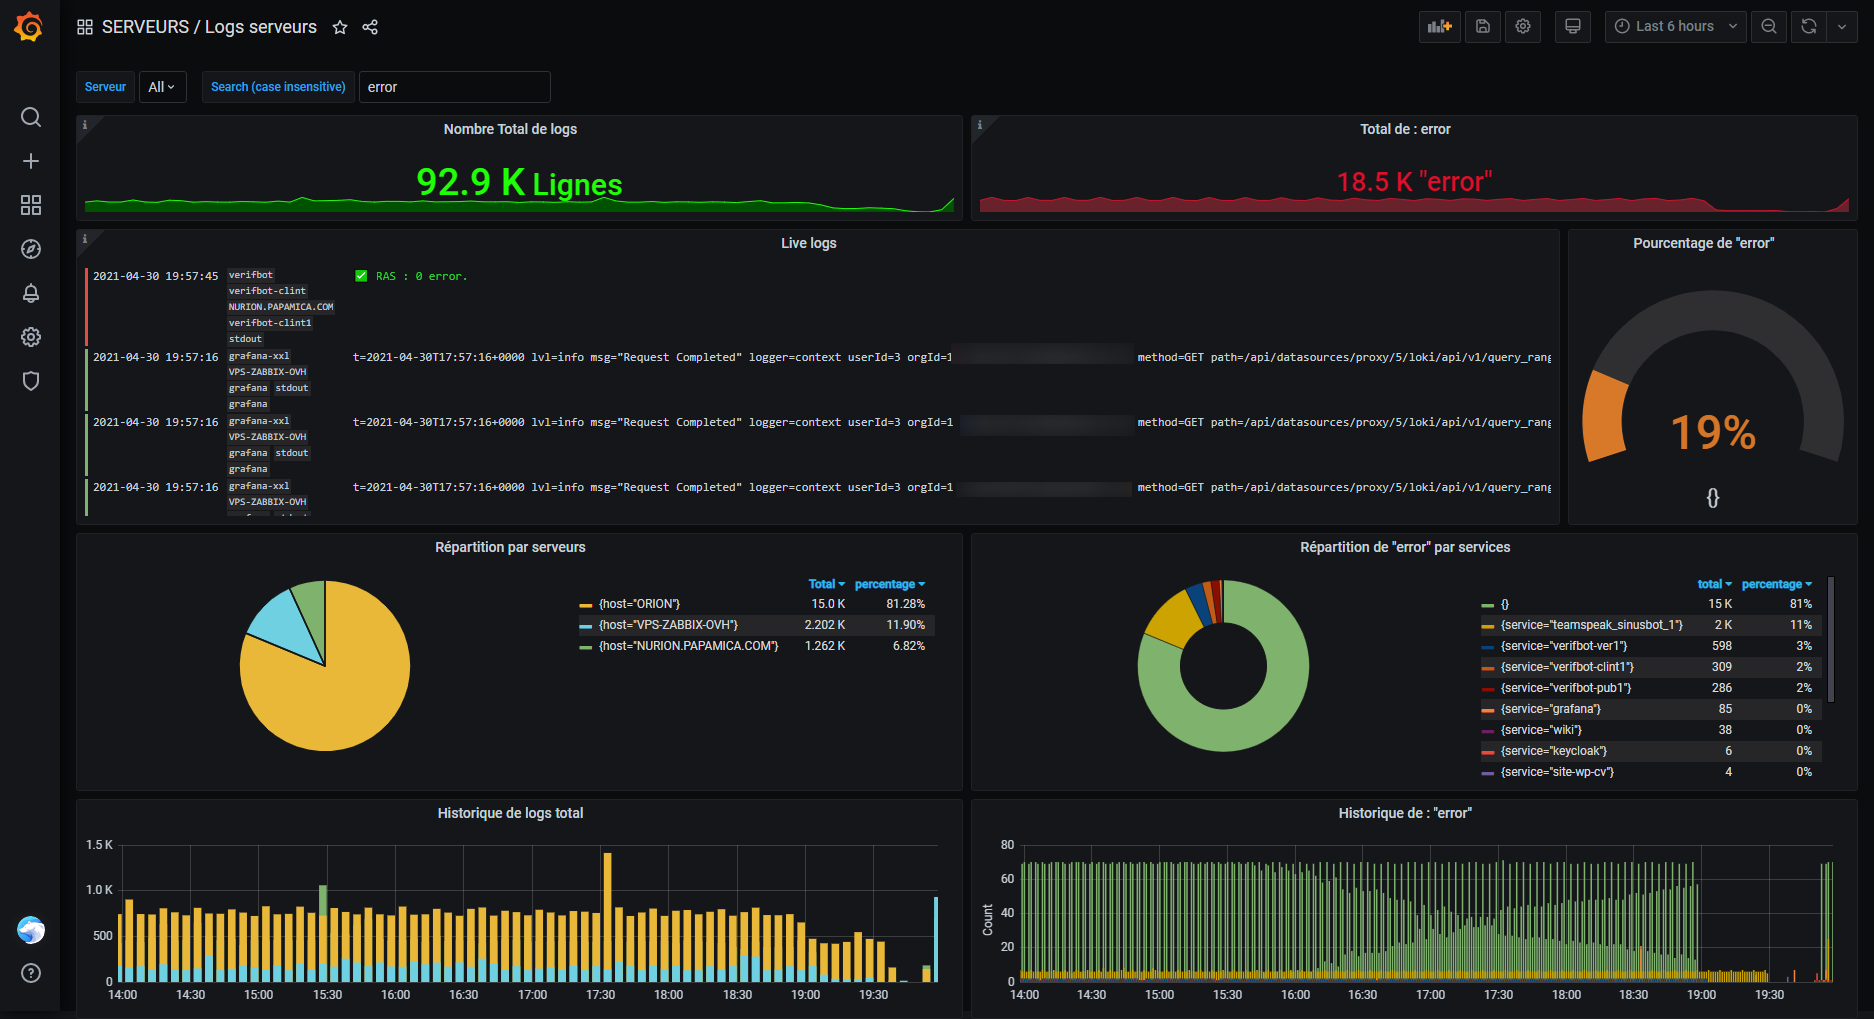 SERVEURS / Logs serveurs
Last 6 hours
Serveur All Search (case insensitive) error
Nombre Total de logs
92.9 K Lignes
Total de : error
18.5 K "error"
Live logs
2021-04-30 19:57:45 verifbot RAS : 0 error.
verifbot-clint
NURION.PAPAMICA.COM
verifbot-clint1
stdout
2021-04-30 19:57:16 grafana-xxl t=2021-04-30T17:57:16+0000 lvl=info msg="Request Completed" logger=context userId=3 orgId=1 method=GET path=/api/datasources/proxy/5/loki/api/v1/query_rang
VPS-ZABBIX-OVH
grafana stdout
grafana
2021-04-30 19:57:16 grafana-xxl t=2021-04-30T17:57:16+0000 lvl=info msg="Request Completed" logger=context userId=3 orgId=1 method=GET path=/api/datasources/proxy/5/loki/api/v1/query_rang
VPS-ZABBIX-OVH
grafana stdout
grafana
2021-04-30 19:57:16 grafana-xxl t=2021-04-30T17:57:16+0000 lvl=info msg="Request Completed" logger=context userId=3 orgId=1 method=GET path=/api/datasources/proxy/5/loki/api/v1/query_rang
VPS-ZABBIX-OVH
Pourcentage de "error"
19%
{}
Répartition par serveurs
Total percentage
{host="ORION"} 15.0 K 81.28%
{host="VPS-ZABBIX-OVH"} 2.202 K 11.90%
{host="NURION.PAPAMICA.COM"} 1.262 K 6.82%
Répartition de "error" par services
total percentage
{} 15 K 81%
{service="teamspeak_sinusbot_1"} 2 K 11%
{service="verifbot-ver1"} 598 3%
{service="verifbot-clint1"} 309 2%
{service="verifbot-pub1"} 286 2%
{service="grafana"} 85 0%
{service="wiki"} 38 0%
{service="keycloak"} 6 0%
{service="site-wp-cv"} 4 0%
Historique de logs total
1.5 K
1.0 K
500
0
14:00 14:30 15:00 15:30 16:00 16:30 17:00 17:30 18:00 18:30 19:00 19:30
Historique de : "error"
Count
80
60
40
20
0
14:00 14:30 15:00 15:30 16:00 16:30 17:00 17:30 18:00 18:30 19:00 19:30